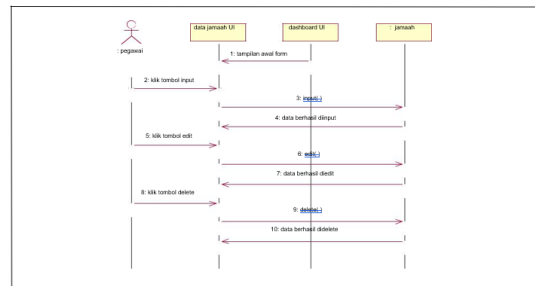 data jamaah UI
dashboard UI
: jamaah
: pegawai
1: tampilan awal form
2: klik tombol input
3: input( )
4: data berhasil diinput
5: klik tombol edit
6: edit( )
7: data berhasil diedit
8: klik tombol delete
9: delete( )
10: data berhasil didelete